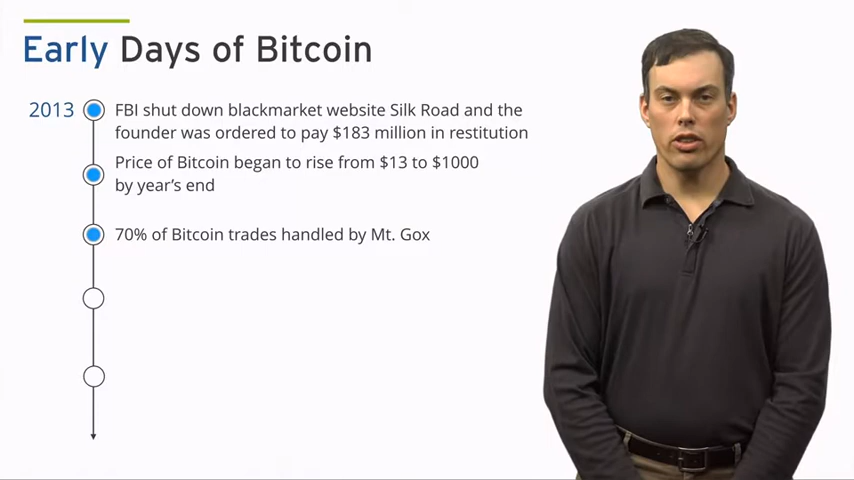 Early Days of Bitcoin
2013
FBI shut down blackmarket website Silk Road and the
founder was ordered to pay $183 million in restitution
Price of Bitcoin began to rise from $13 to $1000
by year's end
70% of Bitcoin trades handled by Mt. Gox